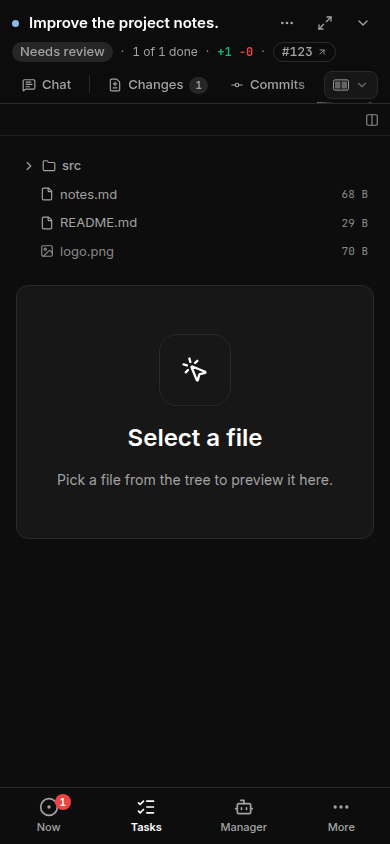 Improve the project notes.
Needs review · 1 of 1 done · +1 -0 · #123
Chat Changes 1 Commits
src
notes.md 68 B
README.md 29 B
logo.png 70 B
Select a file
Pick a file from the tree to preview it here.
1
Now Tasks Manager More